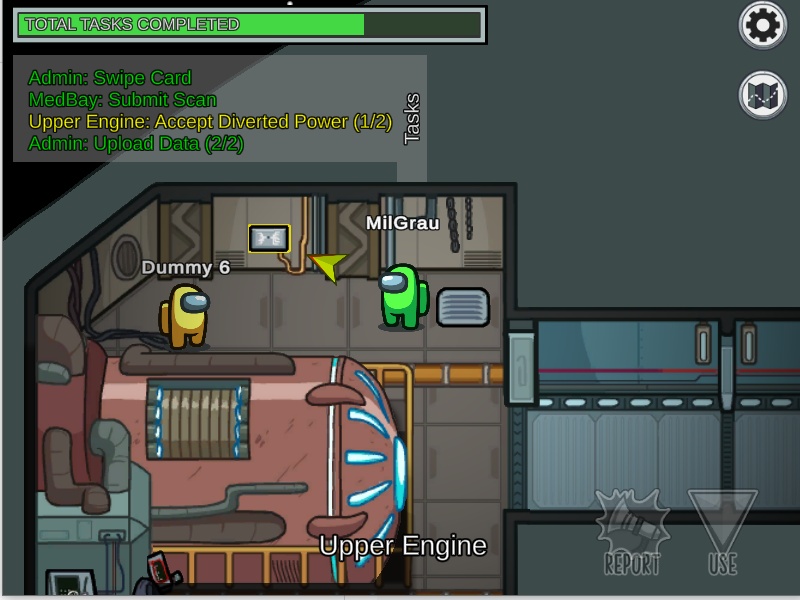 TOTAL TASKS COMPLETED
Admin: Swipe Card
MedBay: Submit Scan
Upper Engine: Accept Diverted Power (1/2)
Admin: Upload Data (2/2)
Tasks
MilGrau
Dummy 6
Upper Engine
REPORT
USE